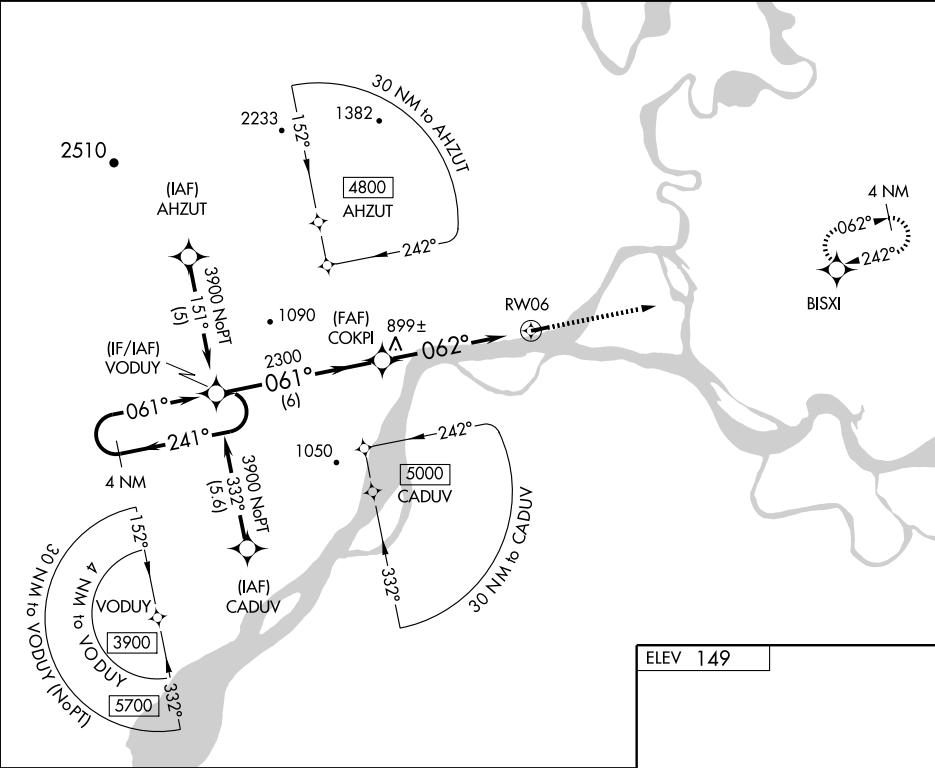 30 NM to AHZUT
152°
4800
AHZUT
242°
2233
1382
2510
(IAF)
AHZUT
3900 NoPT
151°
(5)
1090
(FAF)
COKPI
899±
RW06
062°
(IF/IAF)
VODUY
2300
061°
(6)
061°
241°
4 NM
3900 NoPT
332°
(5.6)
(IAF)
CADUV
1050
242°
5000
CADUV
332°
30 NM to CADUV
4 NM
062°
242°
BISXI
152°
30 NM to VODUY (NoPT)
4 NM to VODUY
VODUY
3900
5700
332°
ELEV 149